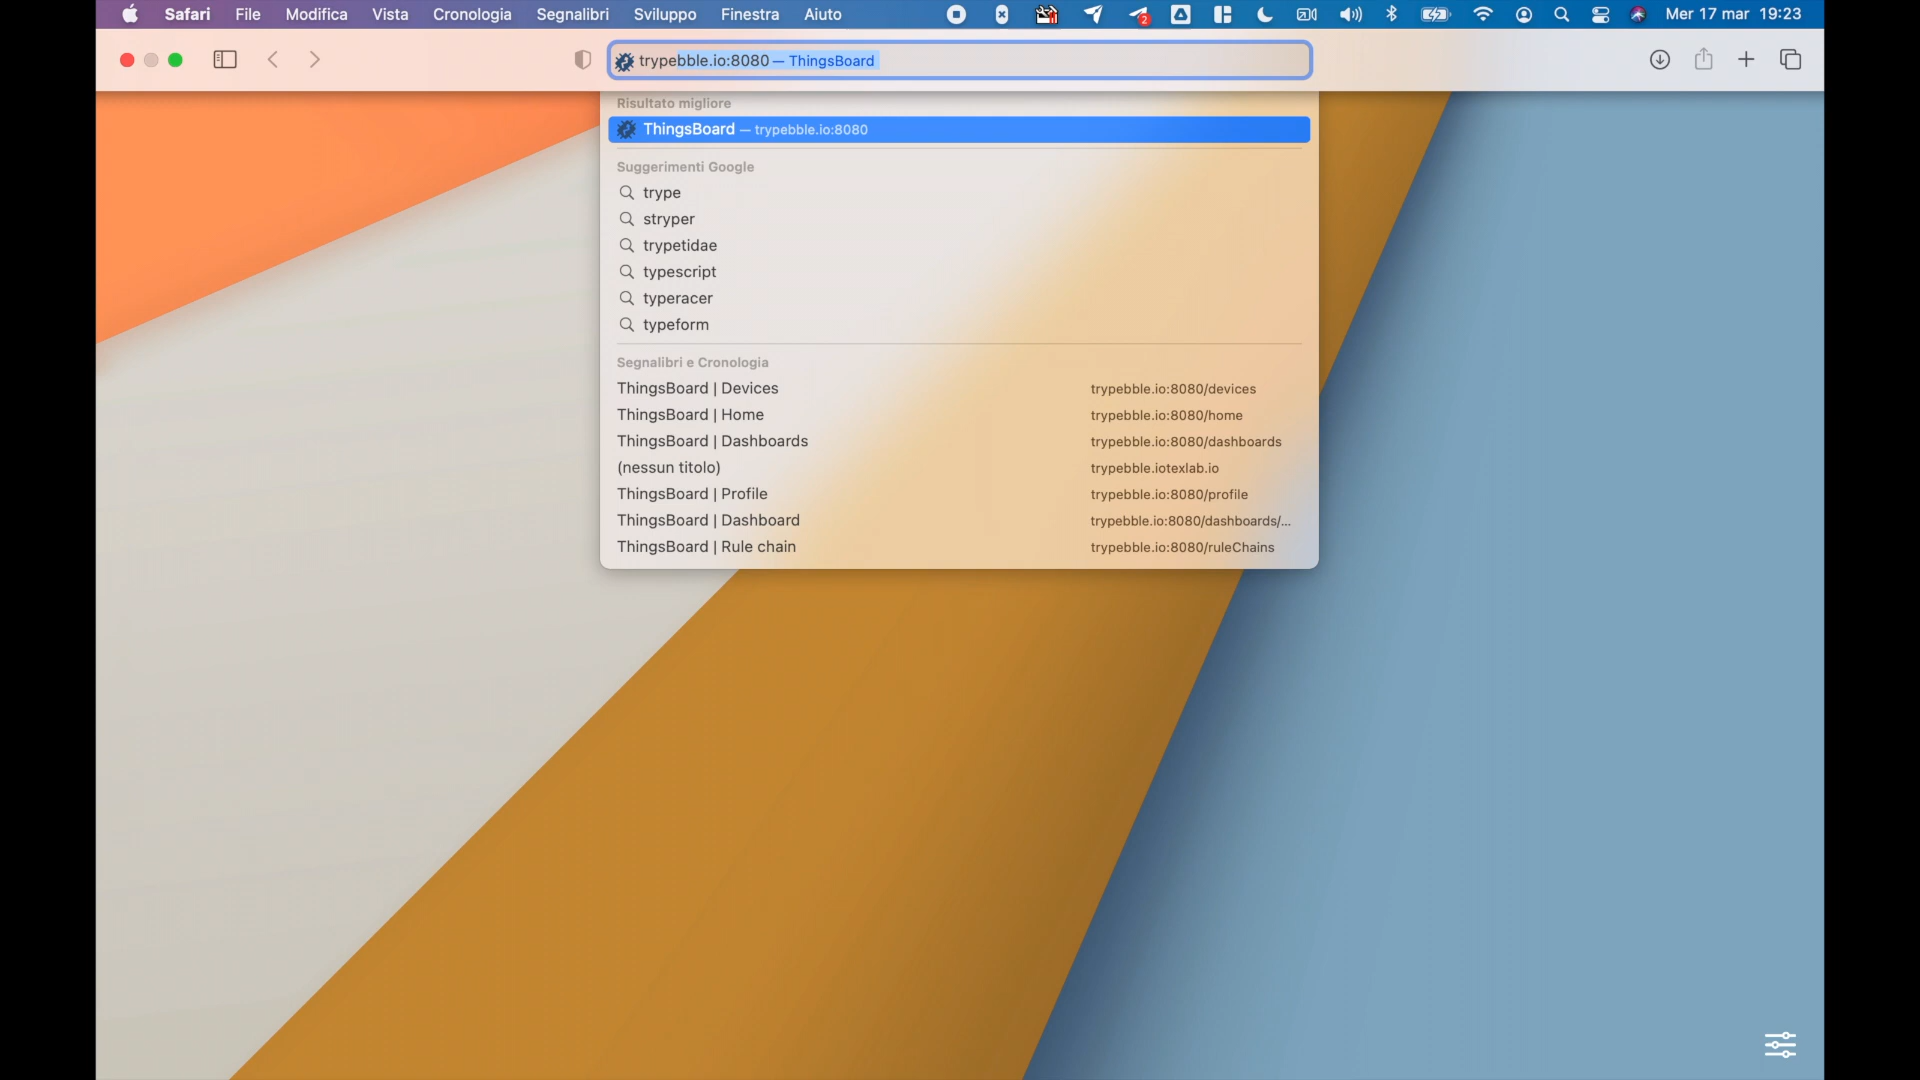 Safari File Modifica Vista Cronologia Segnalibri Sviluppo Finestra Aiuto 2 Mer 17 mar 19:23
trypebble.io:8080 — ThingsBoard
Risultato migliore
ThingsBoard — trypebble.io:8080
Suggerimenti Google
trype
stryper
trypetidae
typescript
typeracer
typeform
Segnalibri e Cronologia
ThingsBoard | Devices trypebble.io:8080/devices
ThingsBoard | Home trypebble.io:8080/home
ThingsBoard | Dashboards trypebble.io:8080/dashboards
(nessun titolo) trypebble.iotexlab.io
ThingsBoard | Profile trypebble.io:8080/profile
ThingsBoard | Dashboard trypebble.io:8080/dashboards/...
ThingsBoard | Rule chain trypebble.io:8080/ruleChains